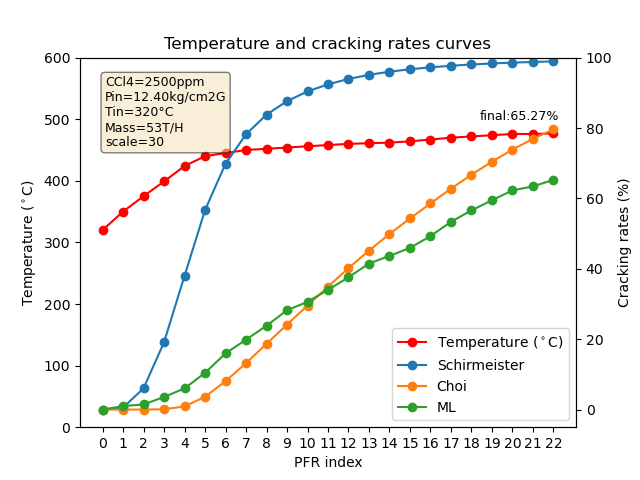 Temperature and cracking rates curves
600
500
400
300
200
100
0
Temperature (°C)
CCl4=2500ppm
Pin=12.40kg/cm2G
Tin=320°C
Mass=53T/H
scale=30
final:65.27%
Temperature (°C)
Schirmeister
Choi
ML
100
80
60
40
20
0
Cracking rates (%)
0 1 2 3 4 5 6 7 8 9 10 11 12 13 14 15 16 17 18 19 20 21 22
PFR index